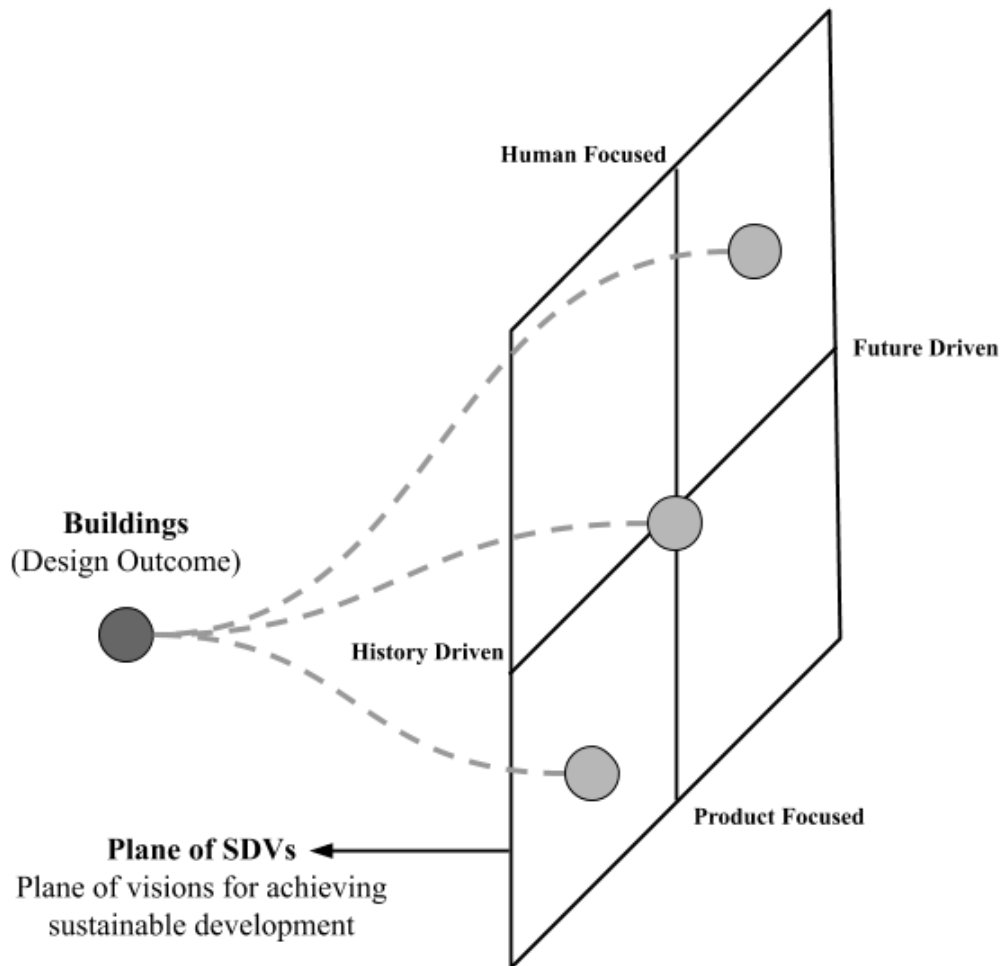 Human Focused
Future Driven
Buildings
(Design Outcome)
History Driven
Product Focused
Plane of SDVs
Plane of visions for achieving
sustainable development